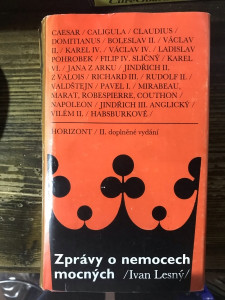 CAESAR / CALIGULA / CLAUDIUS /
DOMITIANUS / BOLESLAV II. / VÁCLAV
II. / KAREL IV. / VÁCLAV IV. / LADISLAV
POHROBEK / FILIP IV. SLIČNÝ / KAREL
VI. / JANA Z ARKU / JINDŘICH II.
Z VALOIS / RICHARD III. / RUDOLF II. /
VALDŠTEJN / PAVEL I. / MIRABEAU,
MARAT, ROBESPIERRE, COUTHON /
NAPOLEON / JINDŘICH III. ANGLICKÝ /
VILÉM II. / HABSBURKOVÉ /
HORIZONT / II. doplněné vydání
Zprávy o nemocech
mocných /Ivan Lesný/